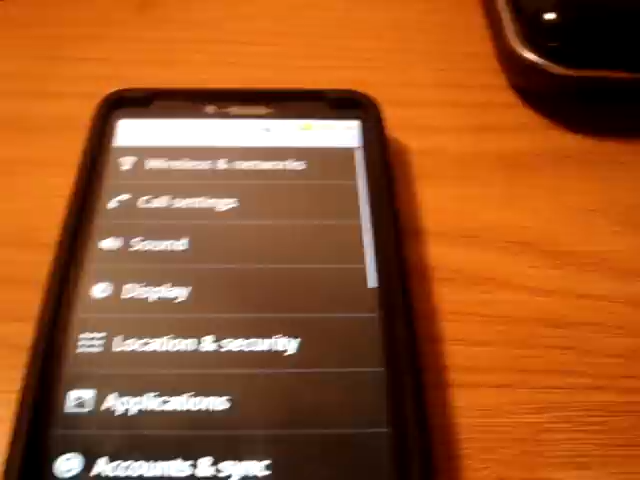 Wireless & networks
Call settings
Sound
Display
Location & security
Applications
Accounts & sync